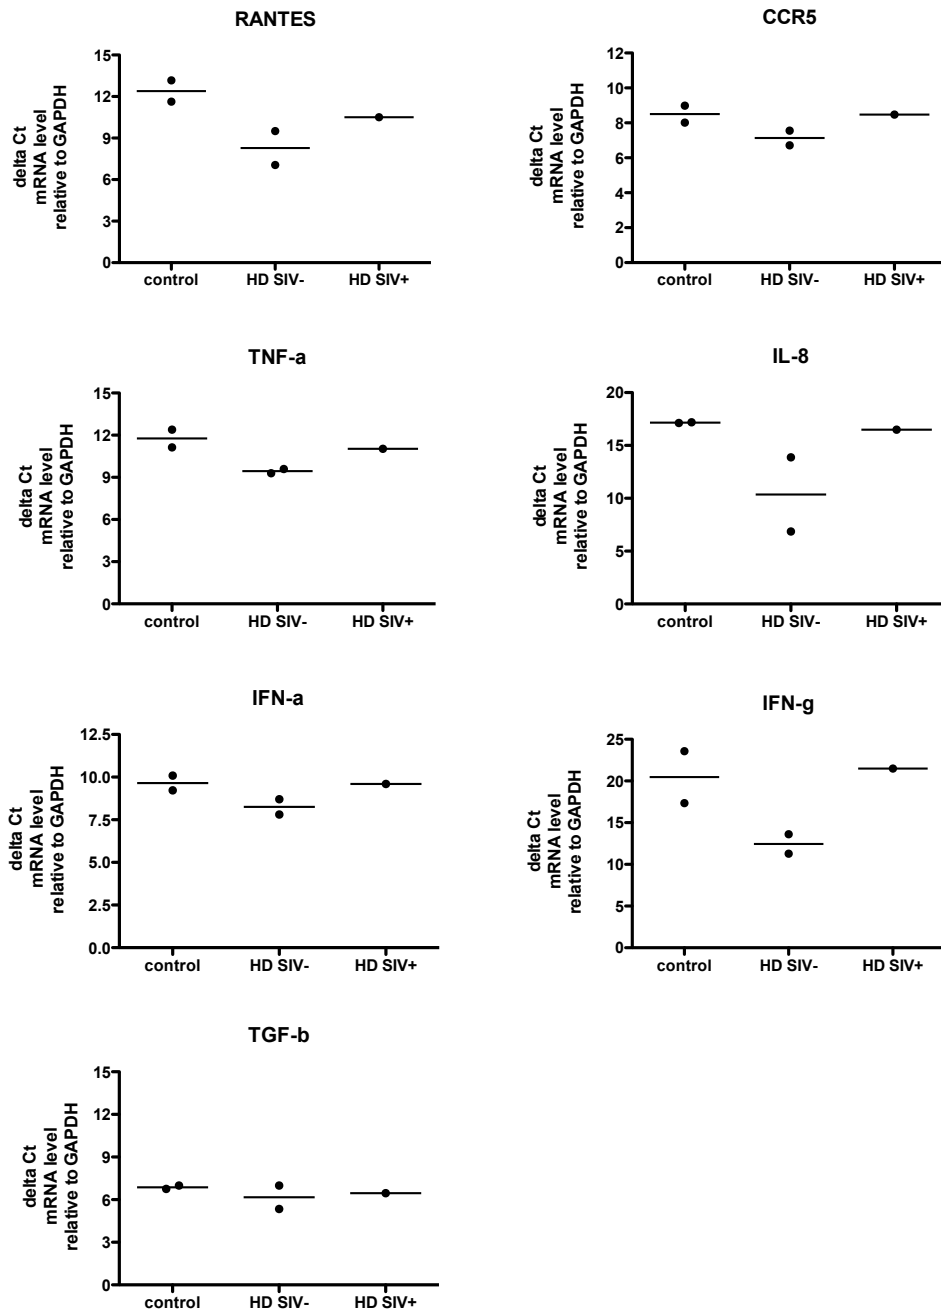 RANTES
delta Ct
mRNA level
relative to GAPDH
15
12
9
6
3
0
control
HD SIV-
HD SIV+
CCR5
delta Ct
mRNA level
relative to GAPDH
12
10
8
6
4
2
0
control
HD SIV-
HD SIV+
TNF-a
delta Ct
mRNA level
relative to GAPDH
15
12
9
6
3
0
control
HD SIV-
HD SIV+
IL-8
delta Ct
mRNA level
relative to GAPDH
20
15
10
5
0
control
HD SIV-
HD SIV+
IFN-a
delta Ct
mRNA level
relative to GAPDH
12.5
10.0
7.5
5.0
2.5
0.0
control
HD SIV-
HD SIV+
IFN-g
delta Ct
mRNA level
relative to GAPDH
25
20
15
10
5
0
control
HD SIV-
HD SIV+
TGF-b
delta Ct
mRNA level
relative to GAPDH
15
12
9
6
3
0
control
HD SIV-
HD SIV+